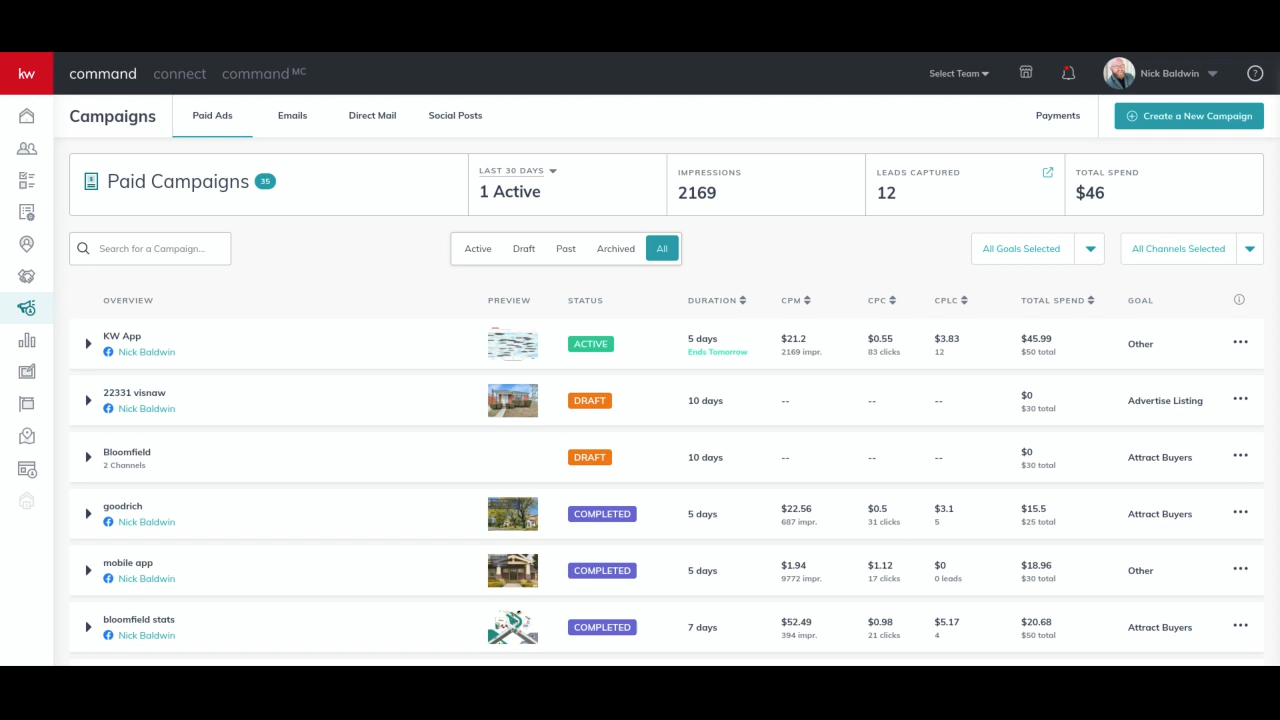 kw command connect command MC Select Team Nick Baldwin ?
Campaigns Paid Ads Emails Direct Mail Social Posts Payments Create a New Campaign
Paid Campaigns 35
LAST 30 DAYS
1 Active
IMPRESSIONS
2169
LEADS CAPTURED
12
TOTAL SPEND
$46
Search for a Campaign... Active Draft Past Archived All All Goals Selected All Channels Selected
OVERVIEW PREVIEW STATUS DURATION CPM CPC CPLC TOTAL SPEND GOAL
KW App
Nick Baldwin
ACTIVE
5 days
Ends Tomorrow
$21.2
2169 impr.
$0.55
83 clicks
$3.83
12
$45.99
$50 total
Other
22331 visnaw
Nick Baldwin
DRAFT
10 days
--
--
--
$0
$30 total
Advertise Listing
Bloomfield
2 Channels
DRAFT
10 days
--
--
--
$0
$30 total
Attract Buyers
goodrich
Nick Baldwin
COMPLETED
5 days
$22.56
687 impr.
$0.5
31 clicks
$3.1
5
$15.5
$25 total
Attract Buyers
mobile app
Nick Baldwin
COMPLETED
5 days
$1.94
9772 impr.
$1.12
17 clicks
$0
0 leads
$18.96
$30 total
Other
bloomfield stats
Nick Baldwin
COMPLETED
7 days
$52.49
394 impr.
$0.98
21 clicks
$5.17
4
$20.68
$50 total
Attract Buyers